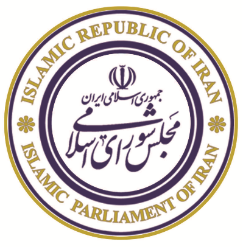 ISLAMIC REPUBLIC OF IRAN
جمهوری اسلامی ایران
مجلس شورای اسلامی
ISLAMIC PARLIAMENT OF IRAN